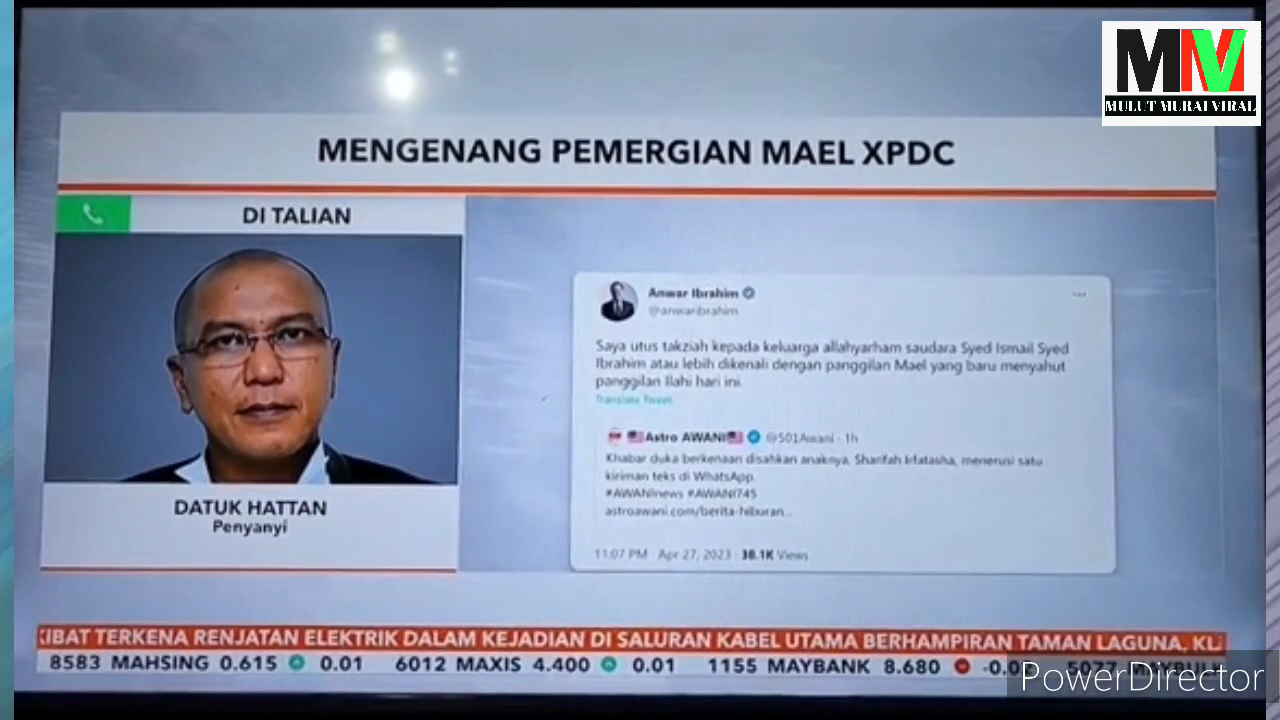 MV
MULUT MURAI VIRAL
MENGENANG PEMERGIAN MAEL XPDC
DI TALIAN
DATUK HATTAN
Penyanyi
Anwar Ibrahim
@anwaribrahim
Saya utus takziah kepada keluarga allahyarham saudara Syed Ismail Syed
Ibrahim atau lebih dikenali dengan panggilan Mael yang baru menyahut
panggilan Ilahi hari ini.
Translate Tweet
Astro AWANI @501Awani · 1h
Khabar duka berkenaan disahkan anaknya, Sharifah Irfatasha, menerusi satu
kiriman teks di WhatsApp.
#AWANInews #AWANI745
astroawani.com/berita-hiburan...
11:07 PM · Apr 27, 2023 · 38.1K Views
KIBAT TERKENA RENJATAN ELEKTRIK DALAM KEJADIAN DI SALURAN KABEL UTAMA BERHAMPIRAN TAMAN LAGUNA, KL
8583 MAHSING 0.615 0.01 6012 MAXIS 4.400 0.01 1155 MAYBANK 8.680 -0.0
PowerDirector